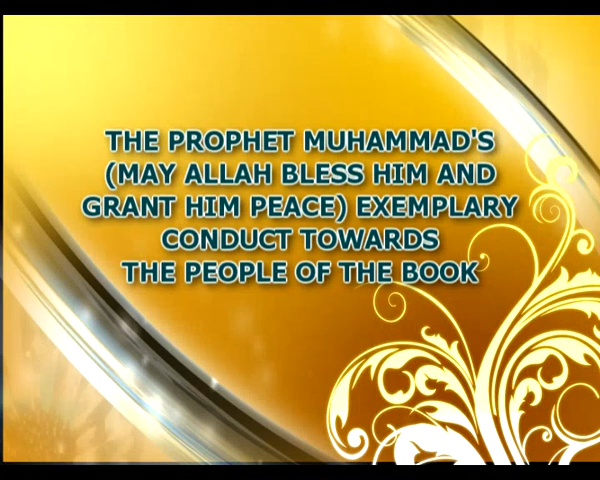 THE PROPHET MUHAMMAD'S
(MAY ALLAH BLESS HIM AND
GRANT HIM PEACE) EXEMPLARY
CONDUCT TOWARDS
THE PEOPLE OF THE BOOK